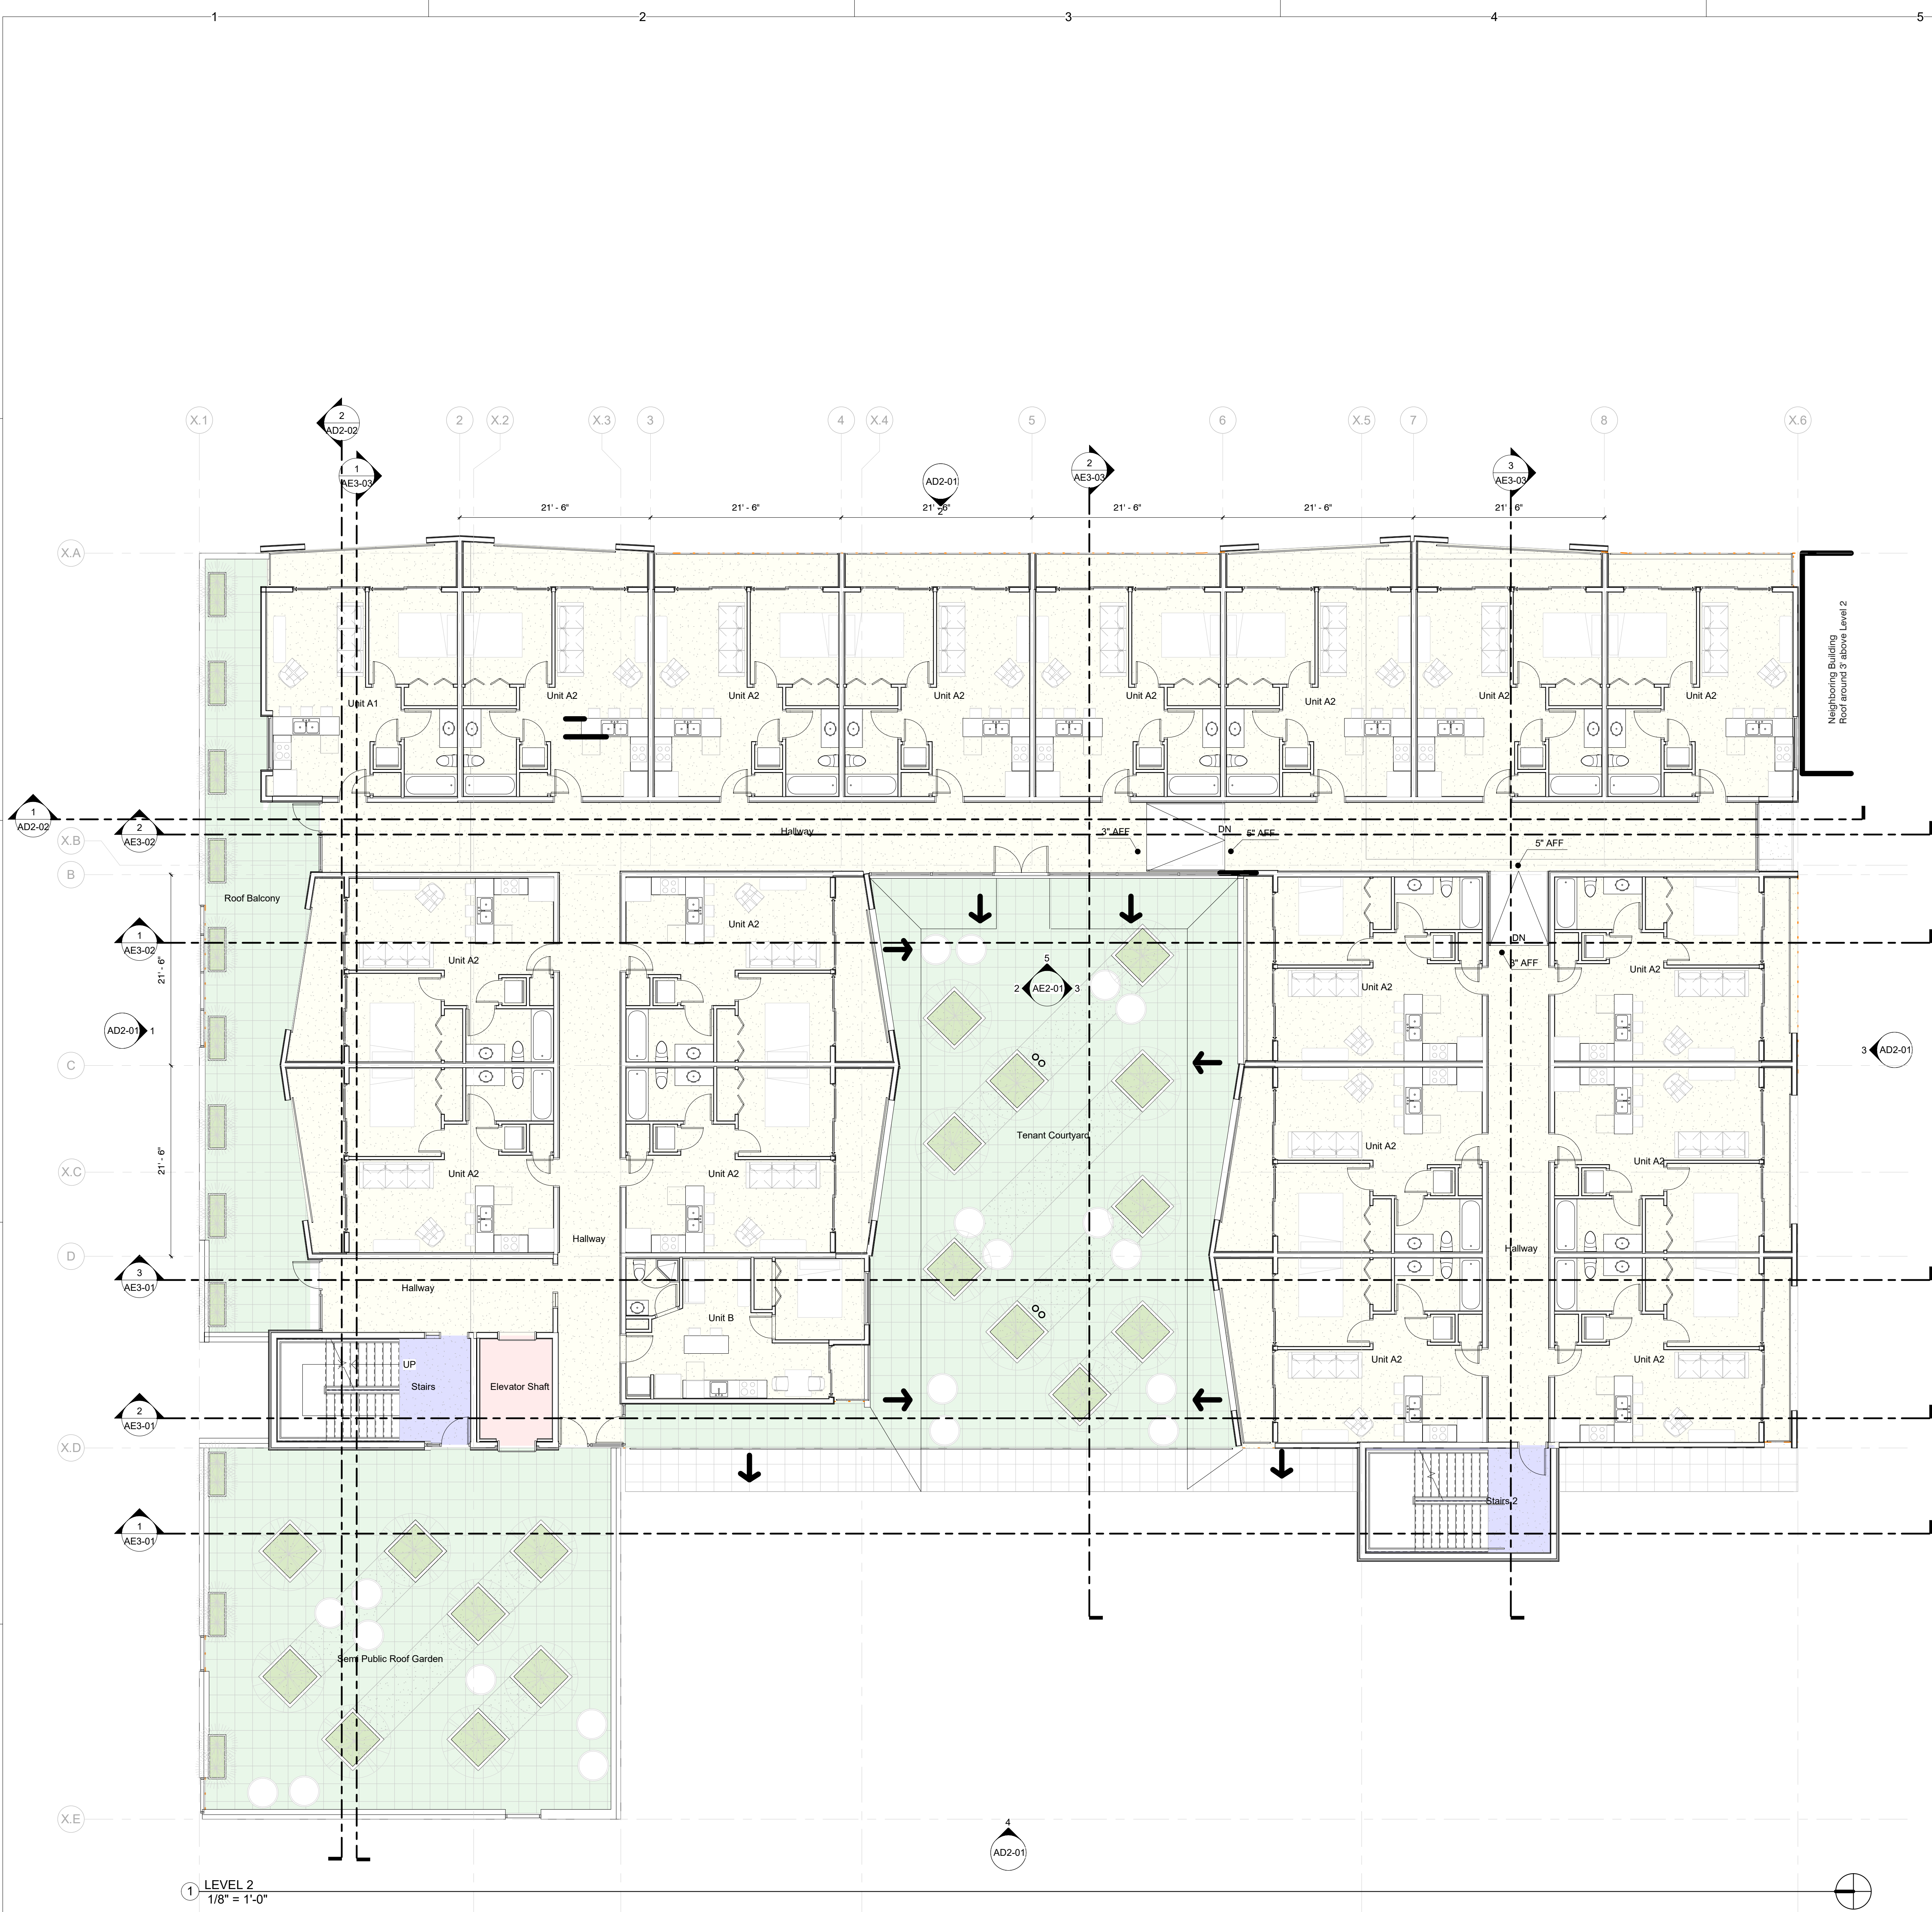 1 2 3 4 5
X.1 2 X.2 X.3 3 4 X.4 5 6 X.5 7 8 X.6
2
AD2-02
1
AE3-03
AD2-01
2
2
AE3-03
3
AE3-03
21' - 6" 21' - 6" 21' - 6" 21' - 6" 21' - 6" 21' - 6"
X.A
Neighboring Building
Roof around 3' above Level 2
Unit A1
Unit A2
Unit A2
Unit A2
Unit A2
Unit A2
Unit A2
Unit A2
1
AD2-02
2
AE3-02
X.B
Hallway
3" AFF
DN
5" AFF
5" AFF
B
Roof Balcony
Unit A2
Unit A2
1
AE3-02
DN
3" AFF
21' - 6"
5
2 AE2-01 3
Unit A2
Unit A2
AD2-01 1
3 AD2-01
C
Tenant Courtyard
Unit A2
Unit A2
X.C
21' - 6"
Unit A2
Unit A2
Hallway
Hallway
D
3
AE3-01
Hallway
Unit B
UP
Stairs
Elevator Shaft
Unit A2
Unit A2
2
AE3-01
X.D
Stairs 2
1
AE3-01
Semi Public Roof Garden
X.E
4
AD2-01
1
LEVEL 2
1/8" = 1'-0"